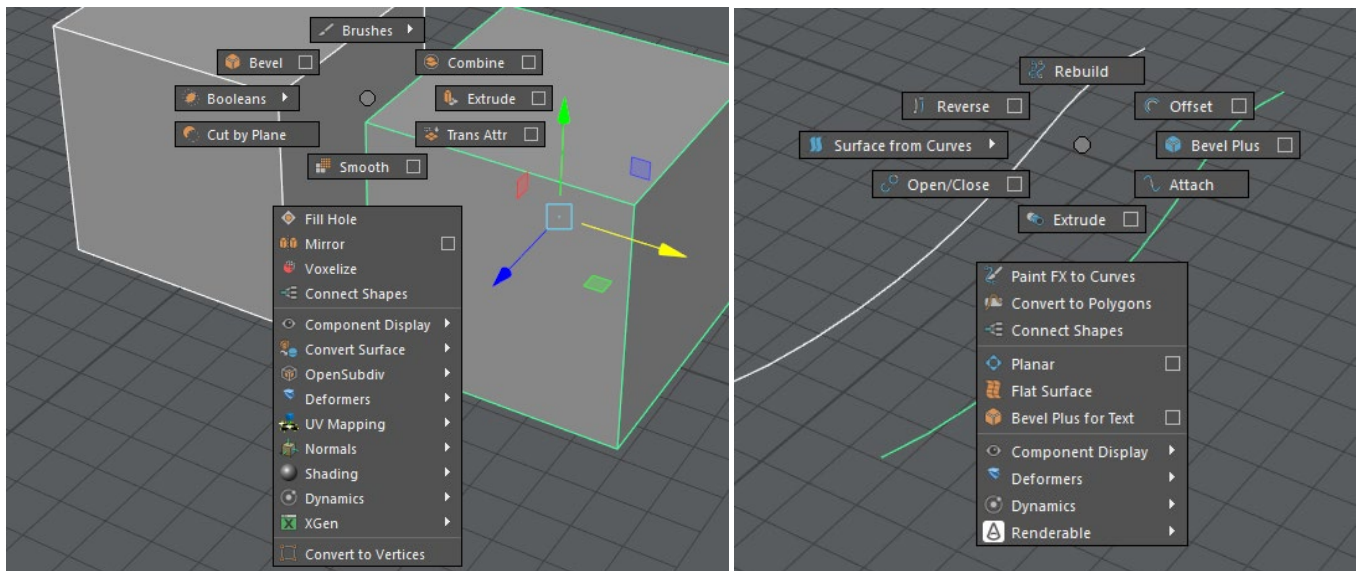 Brushes
Bevel
Combine
Booleans
Extrude
Cut by Plane
Trans Attr
Smooth
Fill Hole
Mirror
Voxelize
Connect Shapes
Component Display
Convert Surface
OpenSubdiv
Deformers
UV Mapping
Normals
Shading
Dynamics
XGen
Convert to Vertices
Rebuild
Reverse
Offset
Surface from Curves
Bevel Plus
Open/Close
Attach
Extrude
Paint FX to Curves
Convert to Polygons
Connect Shapes
Planar
Flat Surface
Bevel Plus for Text
Component Display
Deformers
Dynamics
Renderable